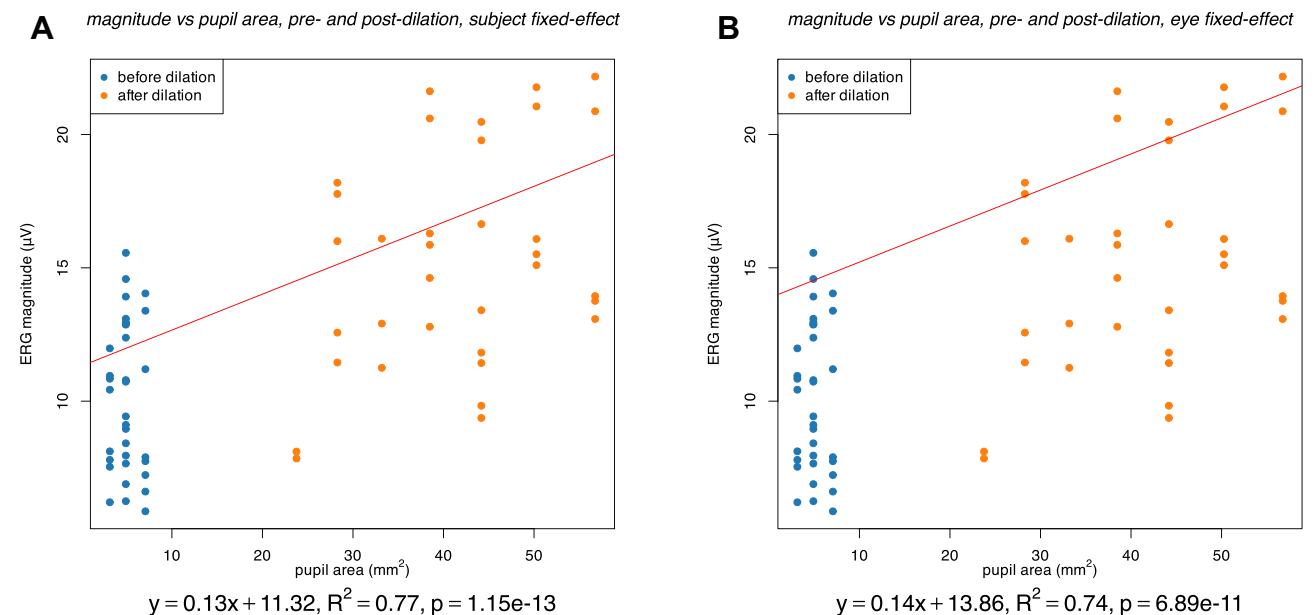 A
magnitude vs pupil area, pre- and post-dilation, subject fixed-effect
before dilation
after dilation
ERG magnitude (µV)
20
15
10
10 20 30 40 50
pupil area (mm²)
y = 0.13x + 11.32, R² = 0.77, p = 1.15e-13
B
magnitude vs pupil area, pre- and post-dilation, eye fixed-effect
before dilation
after dilation
ERG magnitude (µV)
20
15
10
10 20 30 40 50
pupil area (mm²)
y = 0.14x + 13.86, R² = 0.74, p = 6.89e-11